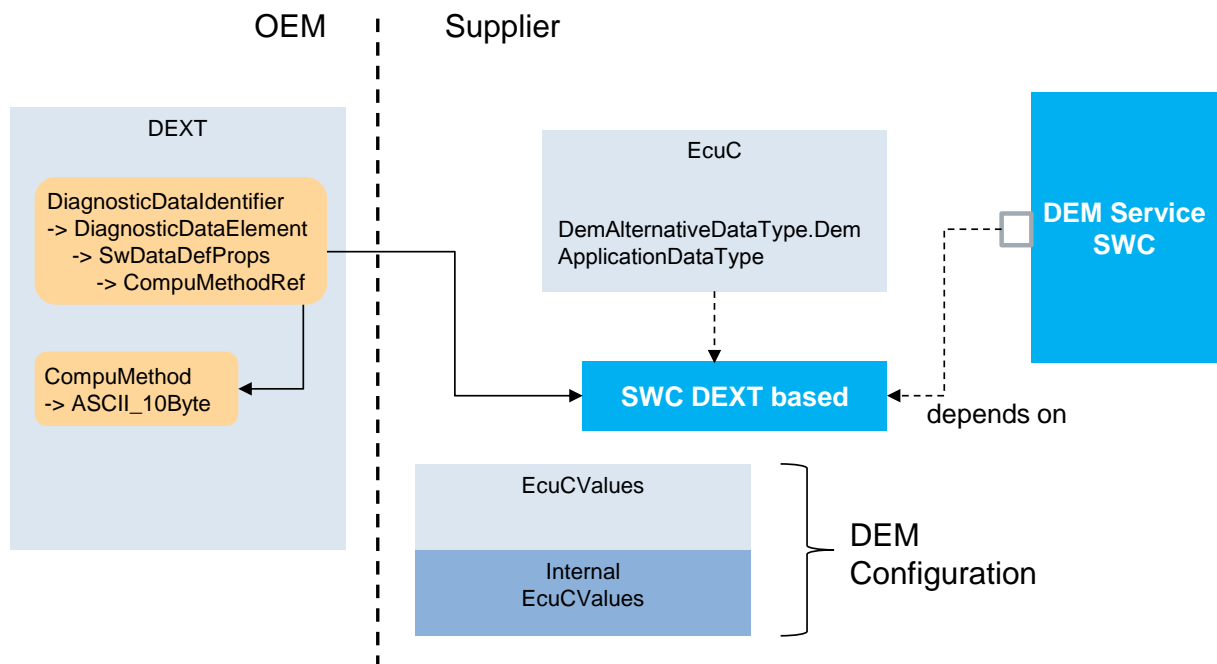 OEM
Supplier
DEXT
DiagnosticDataIdentifier
-> DiagnosticDataElement
-> SwDataDefProps
-> CompuMethodRef
CompuMethod
-> ASCII_10Byte
EcuC
DemAlternativeDataType.Dem
ApplicationDataType
DEM Service
SWC
SWC DEXT based
depends on
EcuCValues
Internal
EcuCValues
DEM
Configuration